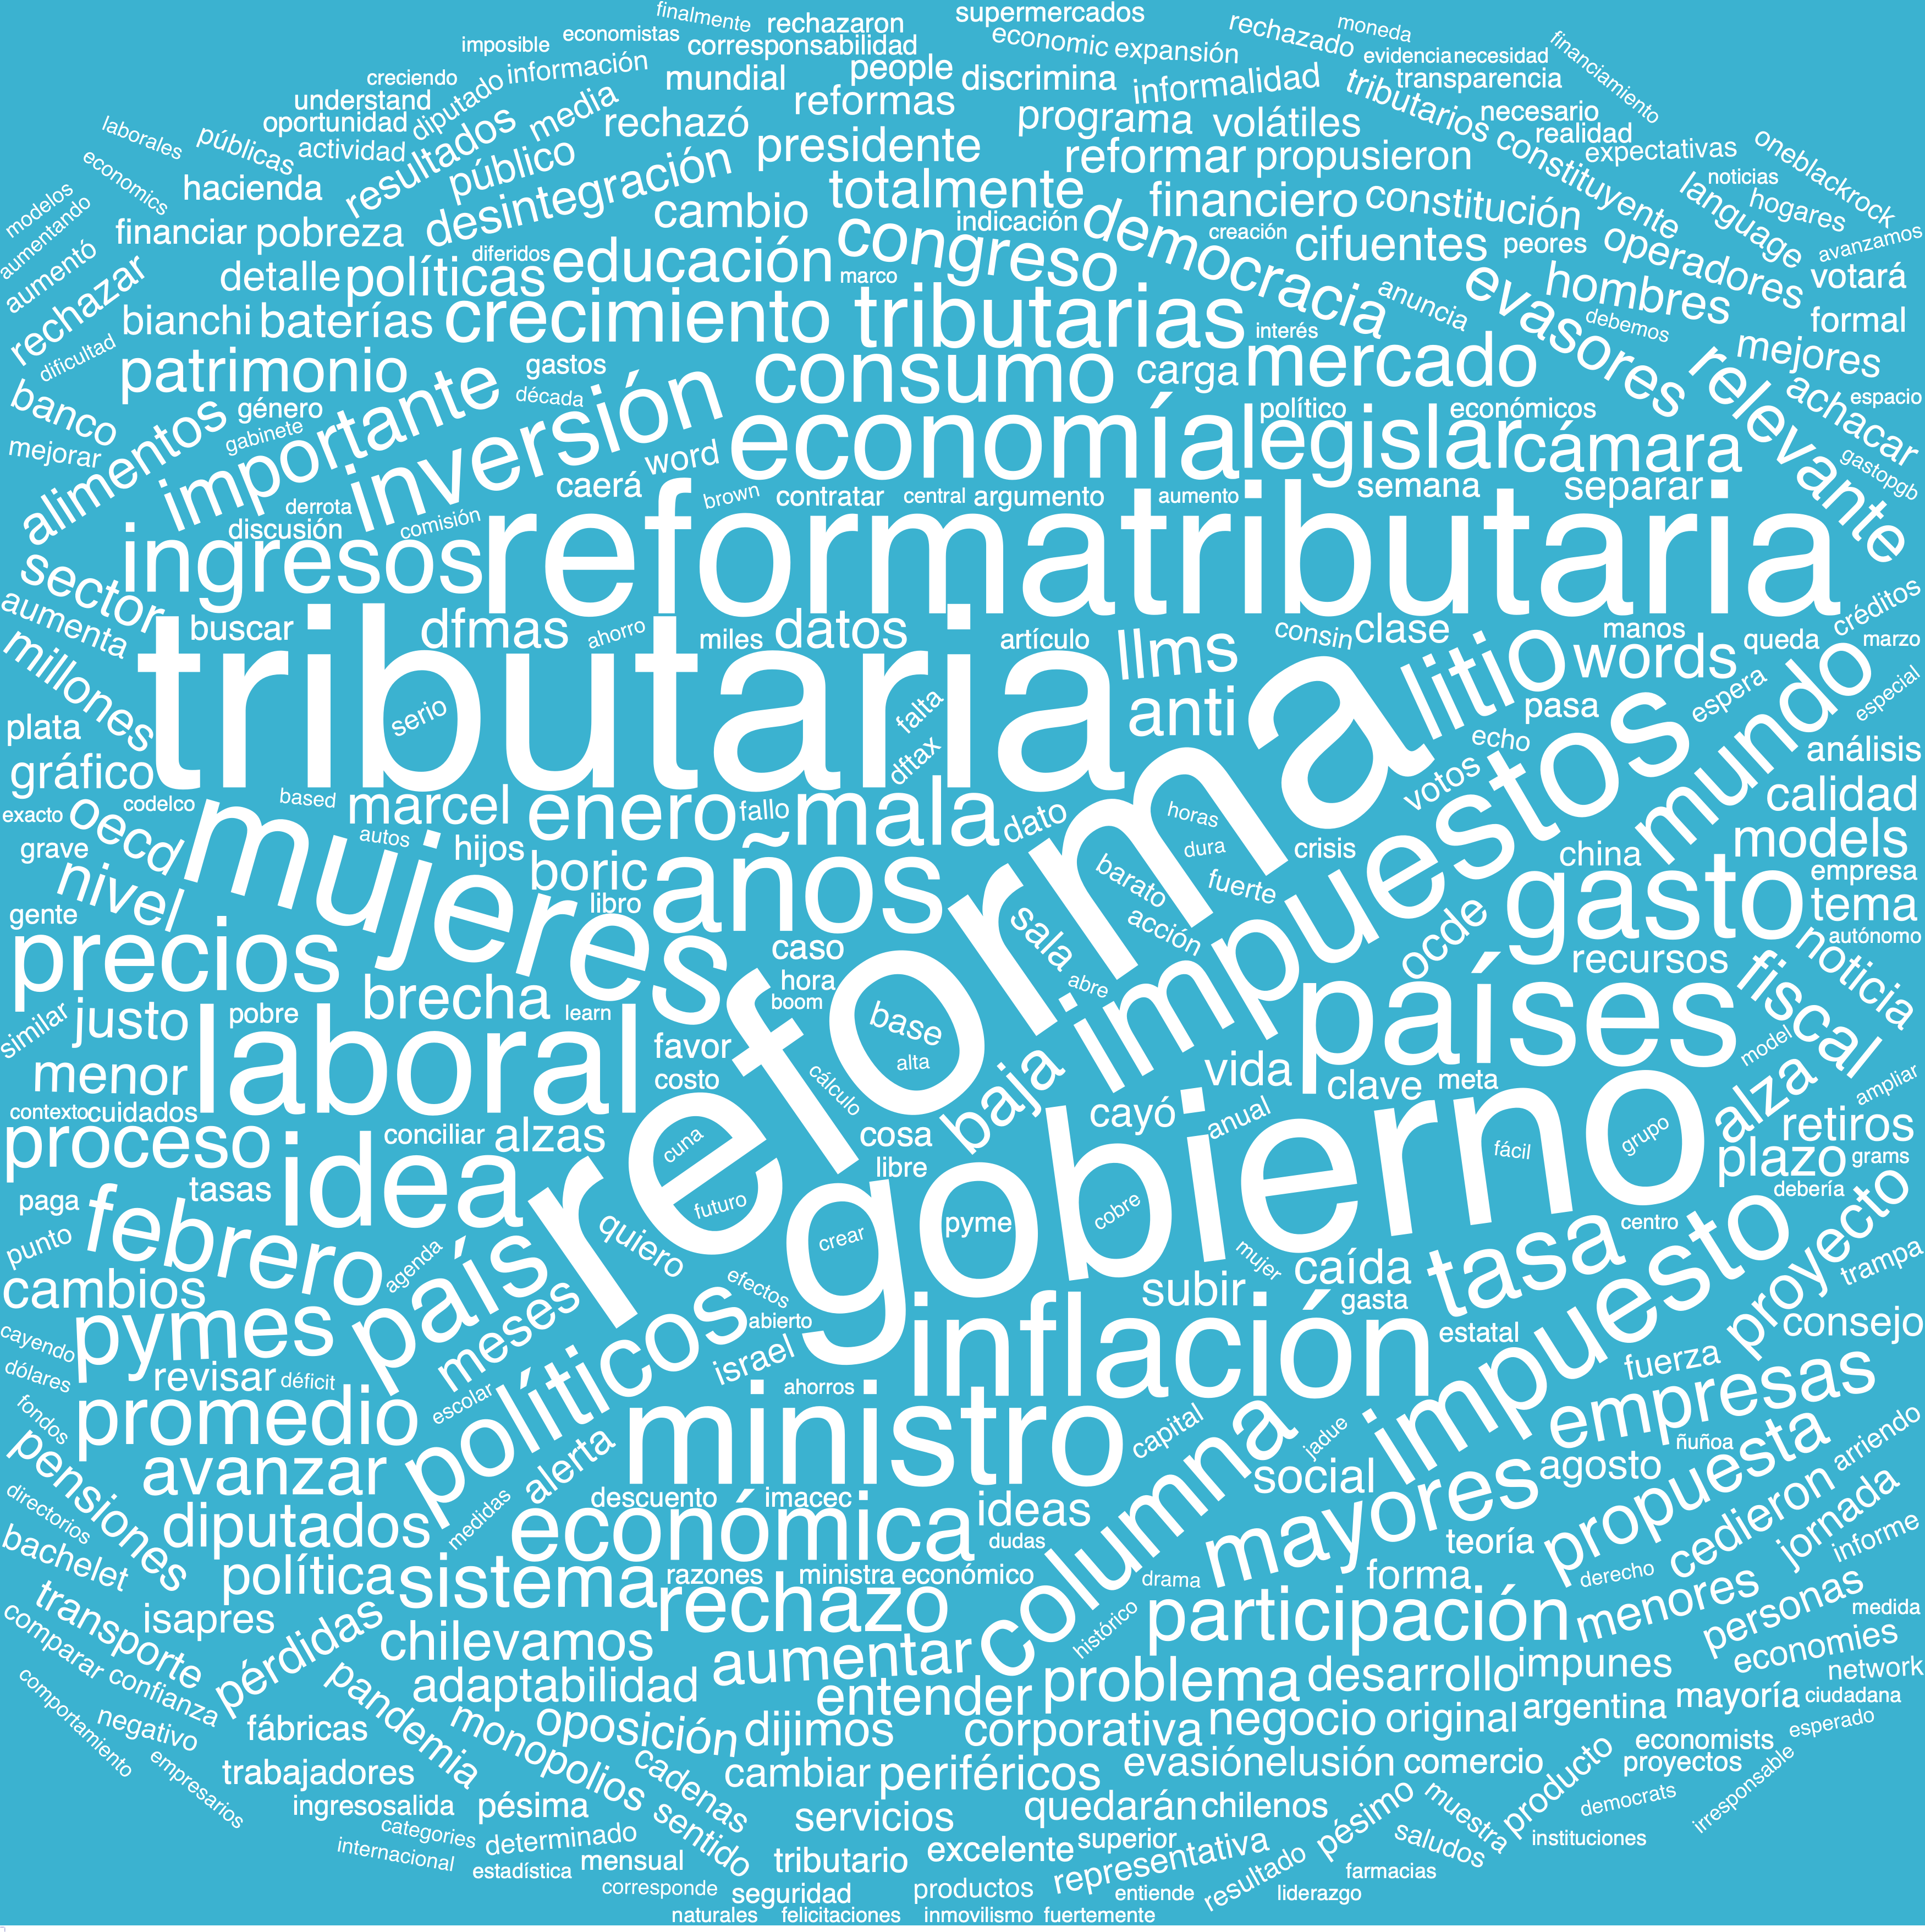 finalmente rechazaron supermercados rechazado moneda
imposible economistas corresponsabilidad economic expansión evidencia necesidad financiamiento
creciendo información mundial people discrimina informalidad tributarios transparencia
understand diputado media reformas programa volátiles necesario
oportunidad resultados rechazó presidente reformar propusieron constituyente realidad expectativas oneblackrock
laborales públicas actividad público desintegración totalmente financiero constitución language noticias
economics hacienda cambio congreso indicación democracia creación cifuentes peores operadores hogares
modelos aumentando financiar pobreza diferidos educación marco avanzamos
aumentó detalle políticas crecimiento tributarias anuncia evasores hombres votará
rechazar bianchi baterías interés debemos formal
dificultad patrimonio gastos consumo carga mercado relevante mejores
banco alimentos género importante década inversión economía político legislar económicos cámara achacar espacio
mejorar gabinete word gastopgb
derrota caerá brown contratar central argumento aumento semana separar
discusión comisión
sector ingresos reformatributaria
aumenta buscar dfmas ahorro miles datos artículo llms consin clase manos queda créditos marzo
millones tributaria serio falta anti litio words espera especial
plata dftax reforma pasa mundo
gráfico echo votos análisis
exacto codelco based marcel enero fallo mala dato horas impuestos calidad
oecd autos models
grave mujeres hijos boric años dura crisis china empresa
nivel libro barato fuerte gasto tema
gente sala acción ocde autónomo
precios caso recursos noticia
brecha hora abre países fiscal
similar justo pobre boom learn base
menor laboral favor alta baja vida clave meta model
contexto cuidados costo cálculo cayó anual alza ampliar
proceso conciliar alzas cuna cosa gobierno fácil grupo retiros
idea libre plazo grams
paga tasas futuro cobre debería
punto febrero quiero crear pyme centro proyecto
cambios agenda país efectos mujer caída tasa trampa
cayendo pymes meses abierto subir gasta impuesto consejo
dólares revisar déficit políticos israel inflación estatal fuerza
fondos promedio escolar ahorros empresas
pensiones avanzar alerta ministro capital columna jadue ñuñoa arriendo
directorios descuento imacec social agosto propuesta
diputados medidas económica ideas mayores cedieron jornada
bachelet dudas teoría informe
política sistema razones ministra económico drama forma derecho
transporte isapres rechazo participación menores personas medida
comparar pérdidas chilevamos aumentar histórico economies
confianza adaptabilidad problema desarrollo impunes network
comportamiento pandemia entender argentina mayoría ciudadana
negativo fábricas monopolios oposición dijimos corporativa negocio original economists esperado
trabajadores cadenas cambiar periféricos evasiónelusión comercio proyectos
empresarios ingresosalida pésima servicios quedarán chilenos pésimo muestra producto democrats irresponsable
categories sentido
internacional determinado excelente superior saludos instituciones
estadística mensual tributario representativa resultado farmacias
corresponde seguridad productos entiende liderazgo
naturales felicitaciones inmovilismo fuertemente